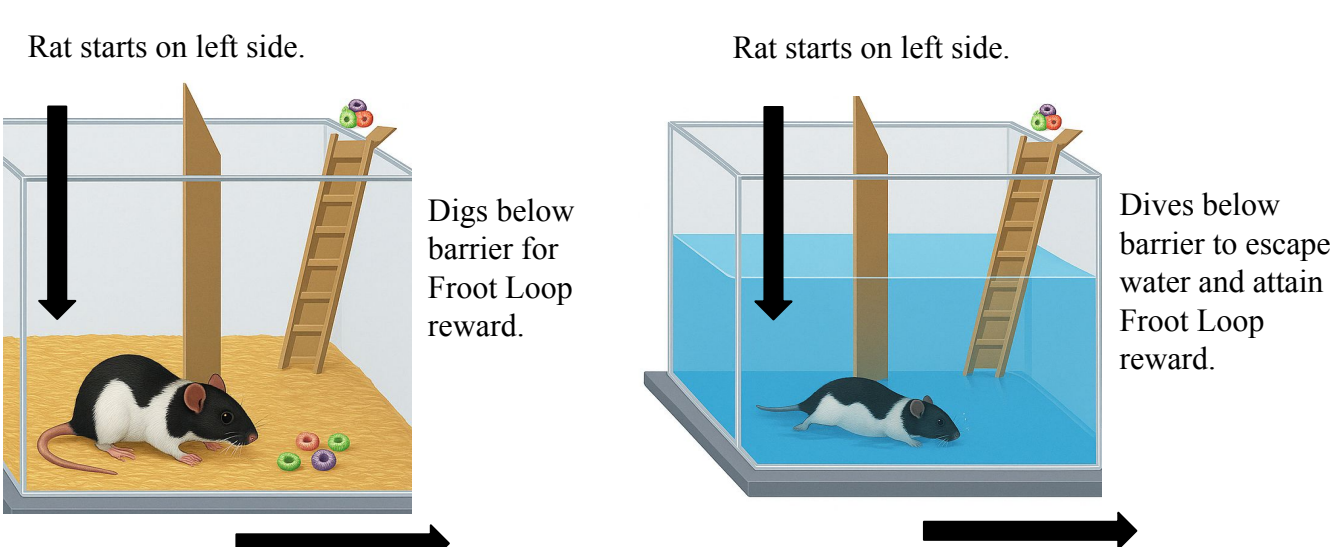 Rat starts on left side.
Digs below
barrier for
Froot Loop
reward.
Rat starts on left side.
Dives below
barrier to escape
water and attain
Froot Loop
reward.